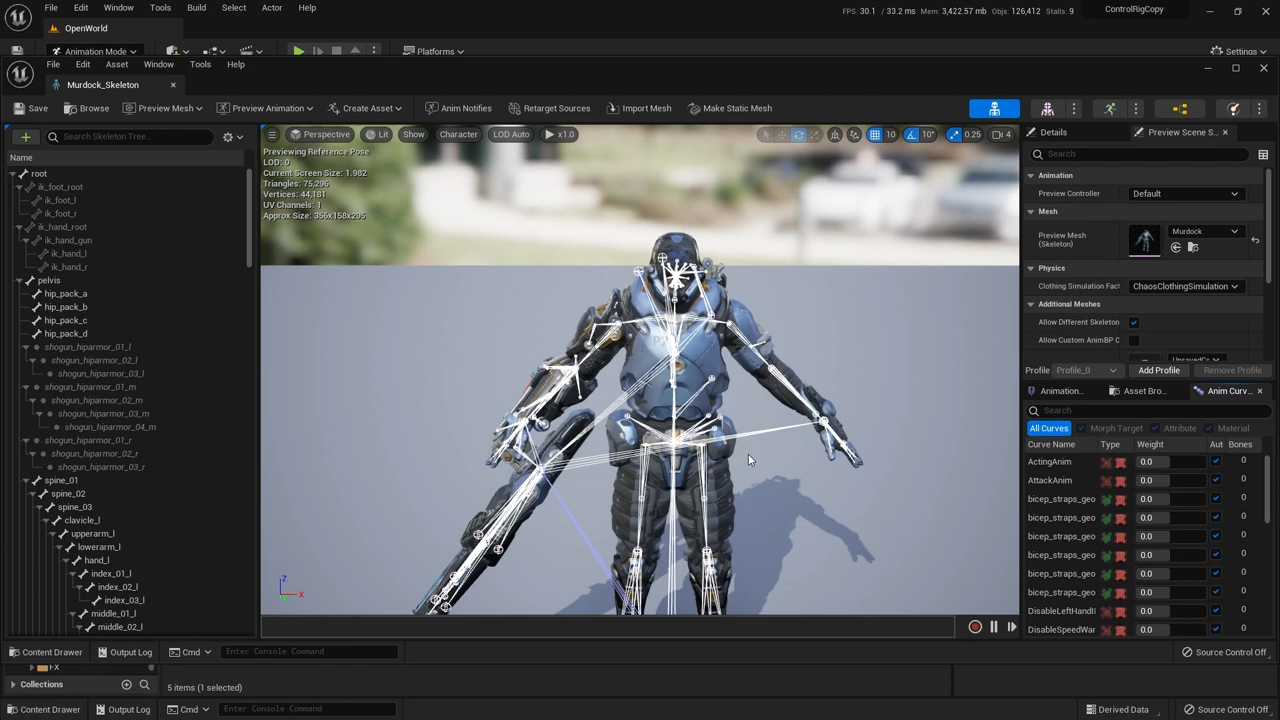 File Edit Window Tools Build Select Actor Help
FPS: 30.1 / 33.2 ms Mem: 3,422.57 mb Objs: 126,412 Stalls: 9
ControlRigCopy
OpenWorld
Animation Mode
Platforms
Settings
File Edit Asset Window Tools Help
Murdock_Skeleton
Save Browse Preview Mesh Preview Animation Create Asset Anim Notifies Retarget Sources Import Mesh Make Static Mesh
Search Skeleton Tree...
Name
root
ik_foot_root
ik_foot_l
ik_foot_r
ik_hand_root
ik_hand_gun
ik_hand_l
ik_hand_r
pelvis
hip_pack_a
hip_pack_b
hip_pack_c
hip_pack_d
shogun_hiparmor_01_l
shogun_hiparmor_02_l
shogun_hiparmor_03_l
shogun_hiparmor_01_m
shogun_hiparmor_02_m
shogun_hiparmor_03_m
shogun_hiparmor_04_m
shogun_hiparmor_01_r
shogun_hiparmor_02_r
shogun_hiparmor_03_r
spine_01
spine_02
spine_03
clavicle_l
upperarm_l
lowerarm_l
hand_l
index_01_l
index_02_l
index_03_l
middle_01_l
middle_02_l
Perspective Lit Show Character LOD Auto x1.0
10 10° 0.25 4
Previewing Reference Pose
LOD: 0
Current Screen Size: 1.982
Triangles: 75,296
Vertices: 44,181
UV Channels: 1
Approx Size: 356x158x295
Z
X
Details Preview Scene S...
Search
Animation
Preview Controller Default
Mesh
Preview Mesh
(Skeleton)
Murdock
Physics
Clothing Simulation Fact ChaosClothingSimulation
Additional Meshes
Allow Different Skeleton
Allow Custom AnimBP C
Profile Profile_0 Add Profile Remove Profile
Animation... Asset Bro... Anim Curv...
Search
All Curves Morph Target Attribute Material
Curve Name Type Weight Aut Bones
ActingAnim 0.0 0
AttackAnim 0.0 0
bicep_straps_geo 0.0 0
bicep_straps_geo 0.0 0
bicep_straps_geo 0.0 0
bicep_straps_geo 0.0 0
bicep_straps_geo 0.0 0
bicep_straps_geo 0.0 0
DisableLeftHandI 0.0 0
DisableSpeedWar 0.0 0
Content Drawer Output Log Cmd Enter Console Command
Source Control Off
FX
Collections
5 items (1 selected)
Content Drawer Output Log Cmd Enter Console Command
Derived Data Source Control Off